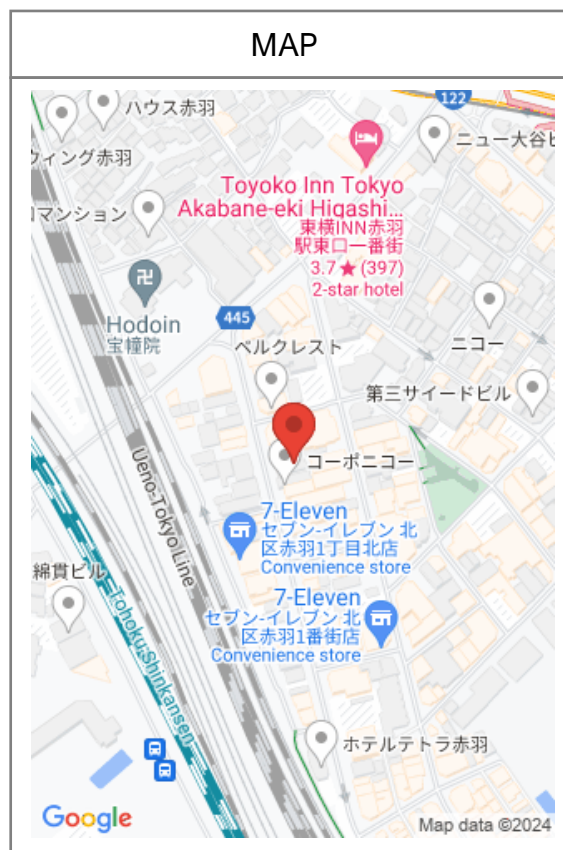 MAP
122
ハウス赤羽
ウィング赤羽
ニュー大谷ビ
Toyoko Inn Tokyo
Akabane-eki Higashi...
東横INN赤羽
駅東口一番街
3.7★(397)
2-star hotel
マンション
Hodoin
宝幢院
445
ベルクレスト
ニコー
第三サイードビル
コーポニコー
Ueno-Tokyo Line
7-Eleven
セブン-イレブン 北
区赤羽1丁目北店
Convenience store
綿貫ビル
7-Eleven
セブン-イレブン 北
区赤羽1番街店
Convenience store
Tohoku Shinkansen
ホテルテトラ赤羽
Google
Map data ©2024